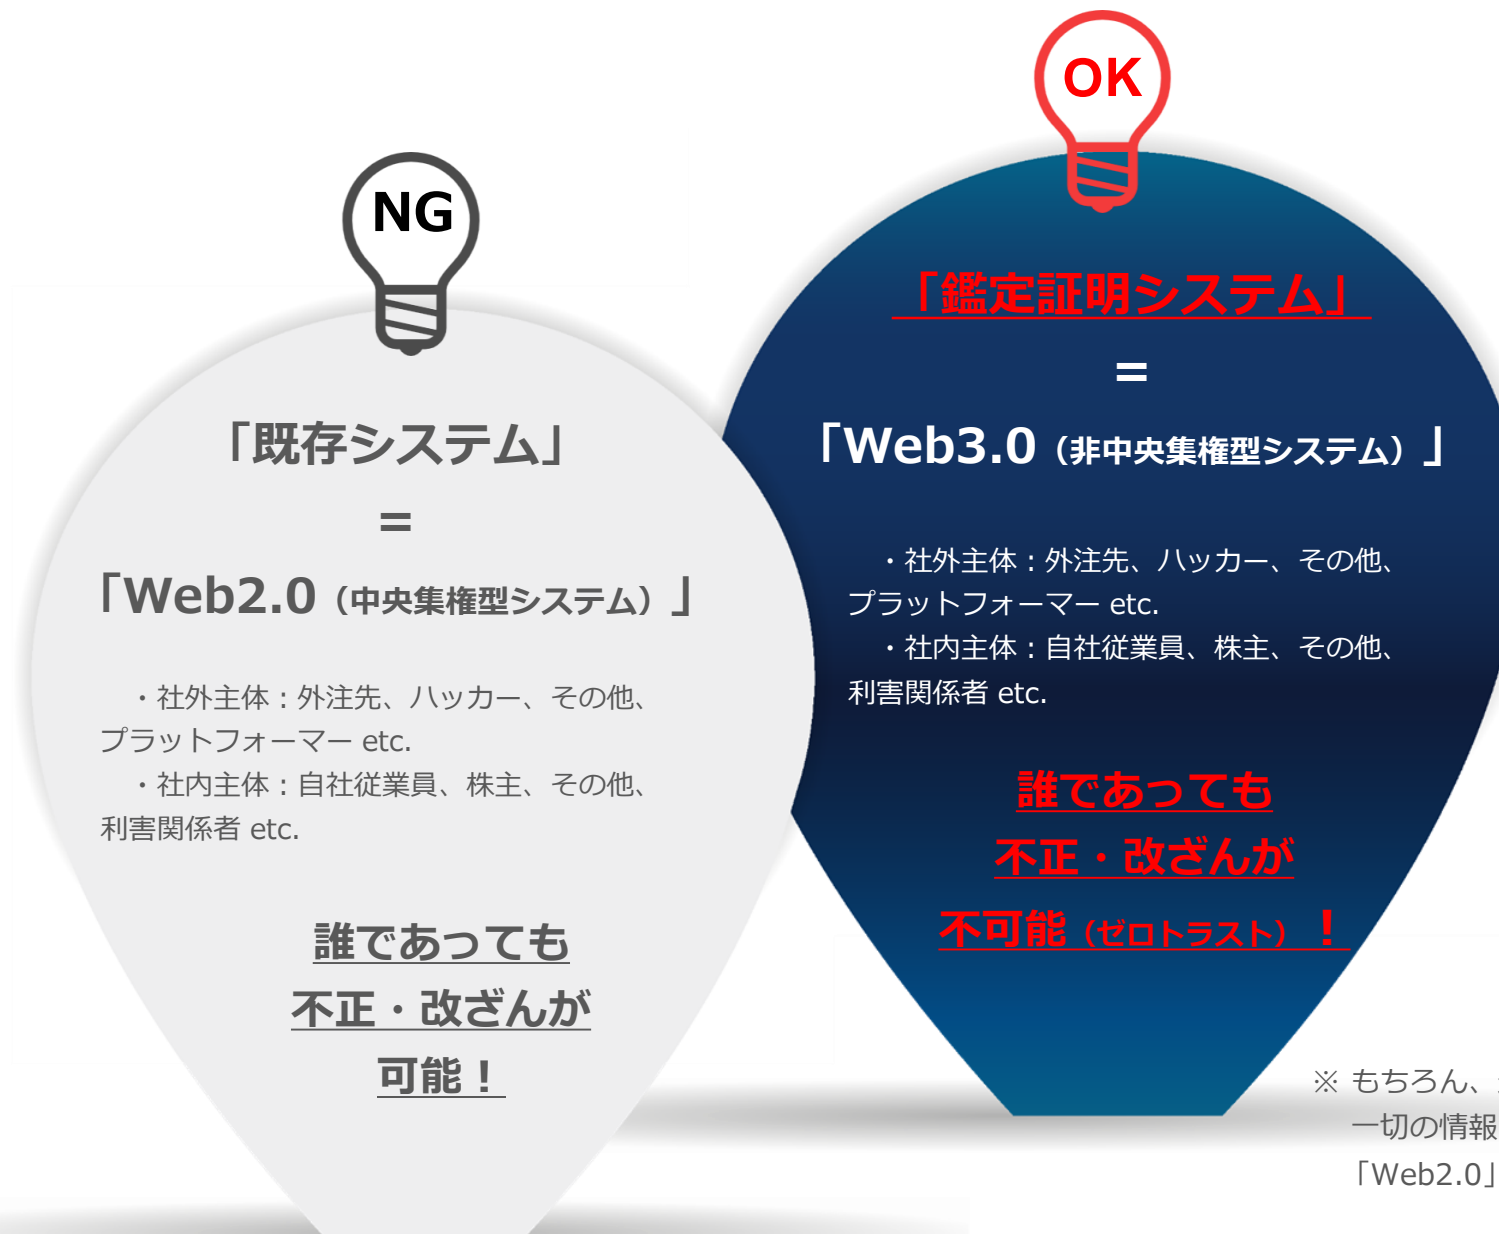 NG
「既存システム」
=
「Web2.0（中央集権型システム）」
・社外主体：外注先、ハッカー、その他、
プラットフォーマー etc.
・社内主体：自社従業員、株主、その他、
利害関係者 etc.
誰であっても
不正・改ざんが
可能！
OK
「鑑定証明システム」
=
「Web3.0（非中央集権型システム）」
・社外主体：外注先、ハッカー、その他、
プラットフォーマー etc.
・社内主体：自社従業員、株主、その他、
利害関係者 etc.
誰であっても
不正・改ざんが
不可能（ゼロトラスト）！
※ もちろん、
一切の情報
「Web2.0」